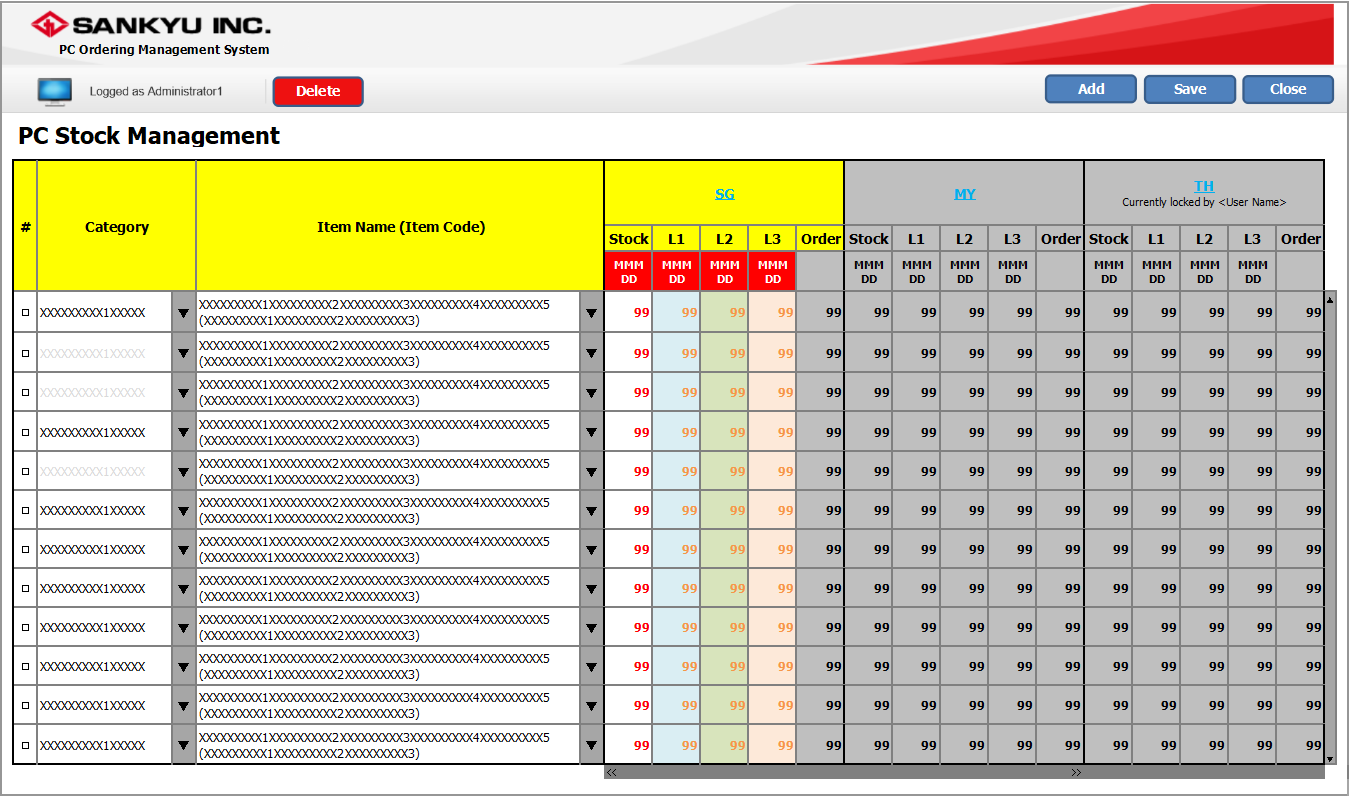 SANKYU INC.
PC Ordering Management System
Logged as Administrator1
Delete
Add
Save
Close
PC Stock Management
# Category Item Name (Item Code) SG MY TH
Currently locked by <User Name>
Stock L1 L2 L3 Order Stock L1 L2 L3 Order Stock L1 L2 L3 Order
MMM MMM MMM MMM MMM MMM MMM MMM MMM MMM MMM MMM
DD DD DD DD DD DD DD DD DD DD DD DD
XXXXXXXXX1XXXXX XXXXXXXXX1XXXXXXXXX2XXXXXXXXX3XXXXXXXXX4XXXXXXXXX5
(XXXXXXXXX1XXXXXXXXX2XXXXXXXXX3) 99 99 99 99 99 99 99 99 99 99 99 99 99 99 99
XXXXXXXXX1XXXXX XXXXXXXXX1XXXXXXXXX2XXXXXXXXX3XXXXXXXXX4XXXXXXXXX5
(XXXXXXXXX1XXXXXXXXX2XXXXXXXXX3) 99 99 99 99 99 99 99 99 99 99 99 99 99 99 99
XXXXXXXXX1XXXXX XXXXXXXXX1XXXXXXXXX2XXXXXXXXX3XXXXXXXXX4XXXXXXXXX5
(XXXXXXXXX1XXXXXXXXX2XXXXXXXXX3) 99 99 99 99 99 99 99 99 99 99 99 99 99 99 99
XXXXXXXXX1XXXXX XXXXXXXXX1XXXXXXXXX2XXXXXXXXX3XXXXXXXXX4XXXXXXXXX5
(XXXXXXXXX1XXXXXXXXX2XXXXXXXXX3) 99 99 99 99 99 99 99 99 99 99 99 99 99 99 99
XXXXXXXXX1XXXXX XXXXXXXXX1XXXXXXXXX2XXXXXXXXX3XXXXXXXXX4XXXXXXXXX5
(XXXXXXXXX1XXXXXXXXX2XXXXXXXXX3) 99 99 99 99 99 99 99 99 99 99 99 99 99 99 99
XXXXXXXXX1XXXXX XXXXXXXXX1XXXXXXXXX2XXXXXXXXX3XXXXXXXXX4XXXXXXXXX5
(XXXXXXXXX1XXXXXXXXX2XXXXXXXXX3) 99 99 99 99 99 99 99 99 99 99 99 99 99 99 99
XXXXXXXXX1XXXXX XXXXXXXXX1XXXXXXXXX2XXXXXXXXX3XXXXXXXXX4XXXXXXXXX5
(XXXXXXXXX1XXXXXXXXX2XXXXXXXXX3) 99 99 99 99 99 99 99 99 99 99 99 99 99 99 99
XXXXXXXXX1XXXXX XXXXXXXXX1XXXXXXXXX2XXXXXXXXX3XXXXXXXXX4XXXXXXXXX5
(XXXXXXXXX1XXXXXXXXX2XXXXXXXXX3) 99 99 99 99 99 99 99 99 99 99 99 99 99 99 99
XXXXXXXXX1XXXXX XXXXXXXXX1XXXXXXXXX2XXXXXXXXX3XXXXXXXXX4XXXXXXXXX5
(XXXXXXXXX1XXXXXXXXX2XXXXXXXXX3) 99 99 99 99 99 99 99 99 99 99 99 99 99 99 99
XXXXXXXXX1XXXXX XXXXXXXXX1XXXXXXXXX2XXXXXXXXX3XXXXXXXXX4XXXXXXXXX5
(XXXXXXXXX1XXXXXXXXX2XXXXXXXXX3) 99 99 99 99 99 99 99 99 99 99 99 99 99 99 99
XXXXXXXXX1XXXXX XXXXXXXXX1XXXXXXXXX2XXXXXXXXX3XXXXXXXXX4XXXXXXXXX5
(XXXXXXXXX1XXXXXXXXX2XXXXXXXXX3) 99 99 99 99 99 99 99 99 99 99 99 99 99 99 99
XXXXXXXXX1XXXXX XXXXXXXXX1XXXXXXXXX2XXXXXXXXX3XXXXXXXXX4XXXXXXXXX5
(XXXXXXXXX1XXXXXXXXX2XXXXXXXXX3) 99 99 99 99 99 99 99 99 99 99 99 99 99 99 99